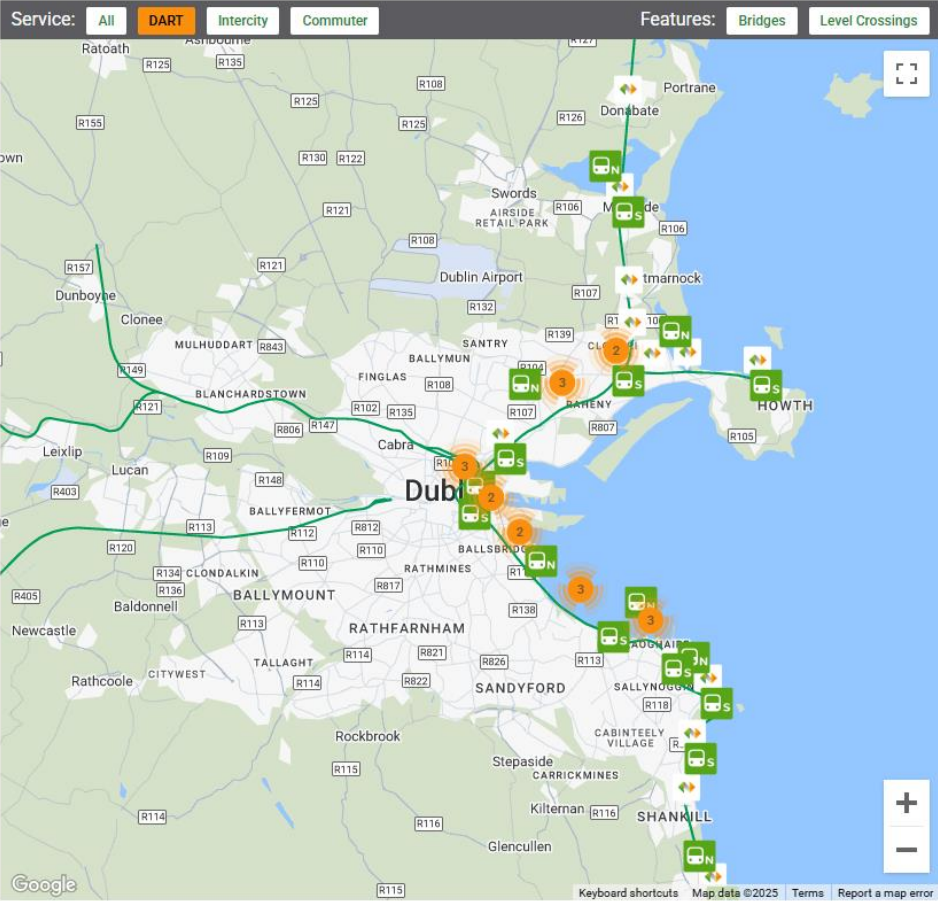 Service: All DART Intercity Commuter Features: Bridges Level Crossings
Ratoath
R125
R135
R108
Portrane
R125
Donabate
R126
R155
R125
R130 R122
Swords
R121
AIRSIDE
RETAIL PARK
R106
R106
R108
R157
R121
Dublin Airport
R107
Dunboyne
R132
Clonee
MULHUDDART R843
SANTRY
R139
BALLYMUN
R149
FINGLAS
R108
R104
BLANCHARDSTOWN
R121
R102 R135
R107
RAHENY
HOWTH
R806 R147
R807
R105
Cabra
Leixlip
R109
Lucan
R148
R403
BALLYFERMOT
R113
R812
R112
R120
R110
RATHMINES
R110
R134 CLONDALKIN
R817
R136
R405
BALLYMOUNT
Baldonnell
R138
R113
Newcastle
RATHFARNHAM
R114
R821
R826
R113
TALLAGHT
CITYWEST
Rathcoole
R114
R822
SANDYFORD
SALLYNOGGIN
R118
Rockbrook
CABINTEELY
VILLAGE
Stepaside
R115
CARRICKMINES
Kilternan R116
SHANKILL
R114
R116
Glencullen
R115
N
S
N
2
3
N
S
S
3
S
2
S
2
N
3
3
S
N
S
S
S
N
Google
Keyboard shortcuts Map data ©2025 Terms Report a map error